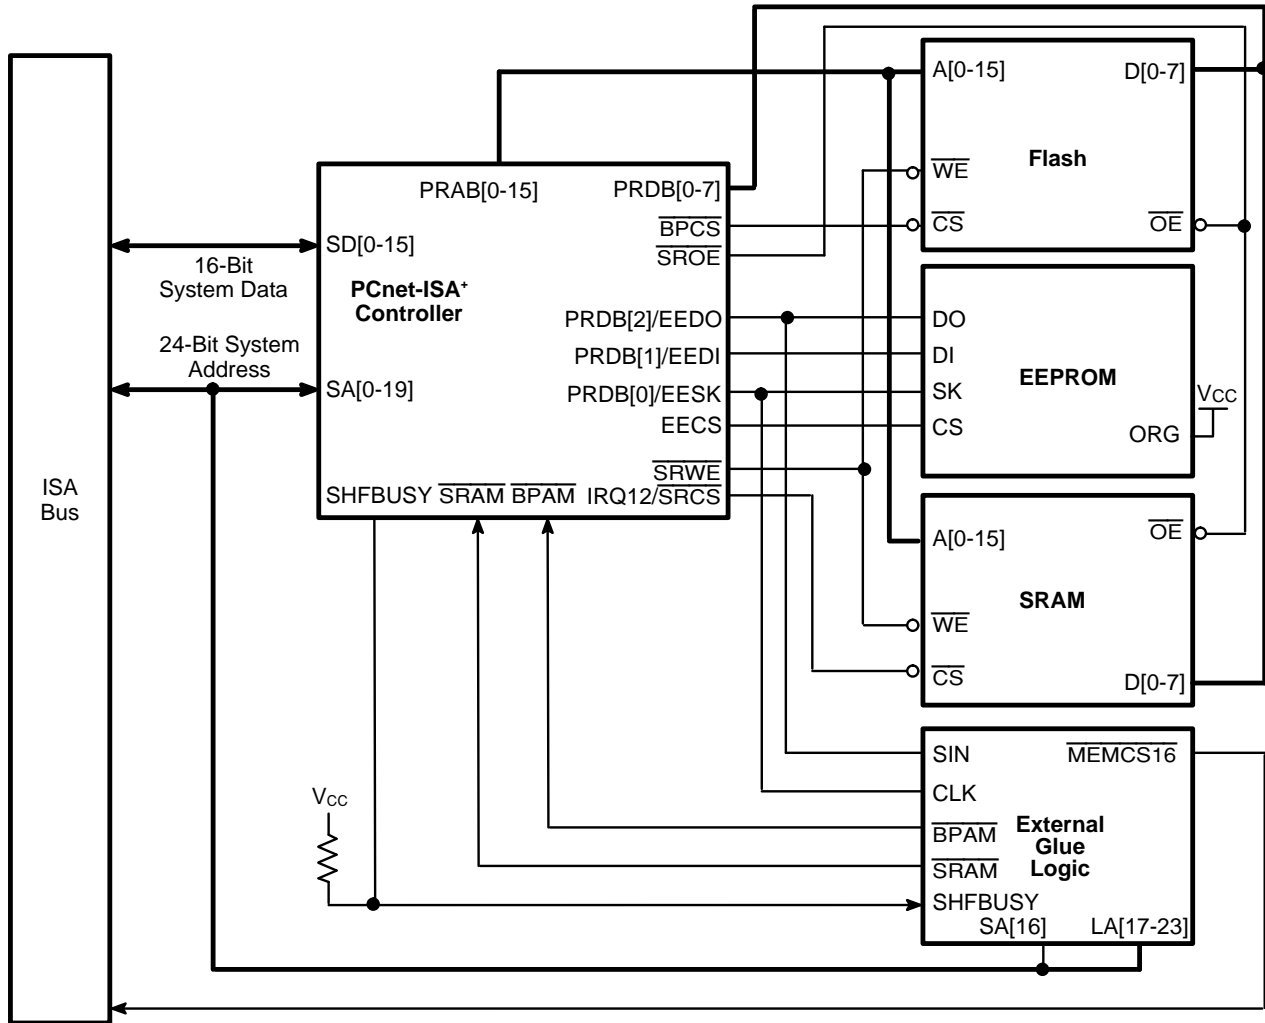 ISA
Bus
16-Bit
System Data
24-Bit System
Address
PRAB[0-15]
PRDB[0-7]
SD[0-15]
BPCS
SROE
PCnet-ISA+
Controller
PRDB[2]/EEDO
PRDB[1]/EEDI
SA[0-19]
PRDB[0]/EESK
EECS
SRWE
SHFBUSY SRAM BPAM IRQ12/SRCS
A[0-15]
D[0-7]
Flash
WE
CS
OE
DO
DI
EEPROM
SK
VCC
CS
ORG
OE
A[0-15]
SRAM
WE
CS
D[0-7]
SIN
MEMCS16
CLK
BPAM
External
Glue
Logic
SRAM
SHFBUSY
SA[16]
LA[17-23]
VCC